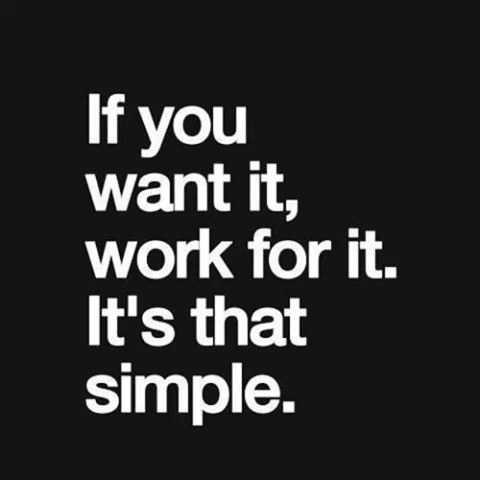 If you
want it,
work for it.
It's that
simple.